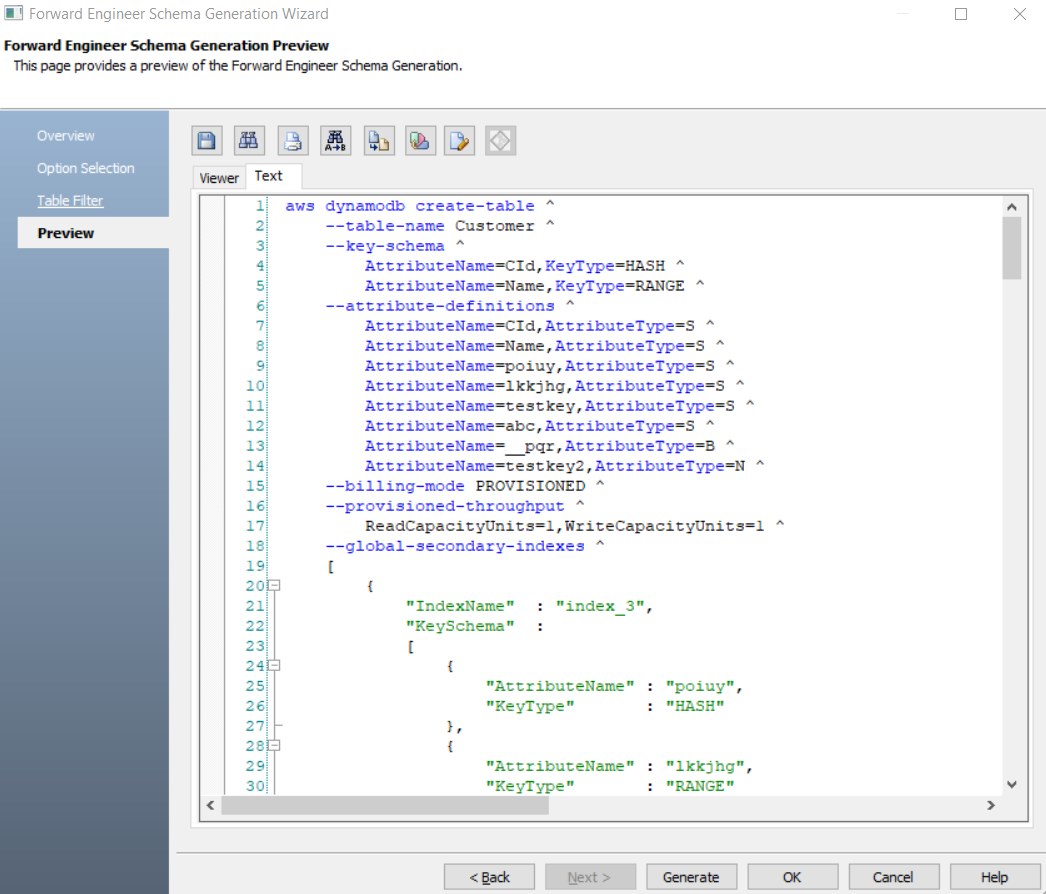 Forward Engineer Schema Generation Wizard
Forward Engineer Schema Generation Preview
This page provides a preview of the Forward Engineer Schema Generation.
Overview
Option Selection
Table Filter
Preview
A→B
Viewer
Text
1 aws dynamodb create-table ^
2 --table-name Customer ^
3 --key-schema ^
4 AttributeName=CId,KeyType=HASH ^
5 AttributeName=Name,KeyType=RANGE ^
6 --attribute-definitions ^
7 AttributeName=CId,AttributeType=S ^
8 AttributeName=Name,AttributeType=S ^
9 AttributeName=poiuy,AttributeType=S ^
10 AttributeName=lkkjhg,AttributeType=S ^
11 AttributeName=testkey,AttributeType=S ^
12 AttributeName=abc,AttributeType=S ^
13 AttributeName=__pqr,AttributeType=B ^
14 AttributeName=testkey2,AttributeType=N ^
15 --billing-mode PROVISIONED ^
16 --provisioned-throughput ^
17 ReadCapacityUnits=1,WriteCapacityUnits=1 ^
18 --global-secondary-indexes ^
19 [
20 {
21 "IndexName" : "index_3",
22 "KeySchema" :
23 [
24 {
25 "AttributeName" : "poiuy",
26 "KeyType" : "HASH"
27 },
28 {
29 "AttributeName" : "lkkjhg",
30 "KeyType" : "RANGE"
< Back
Next >
Generate
OK
Cancel
Help